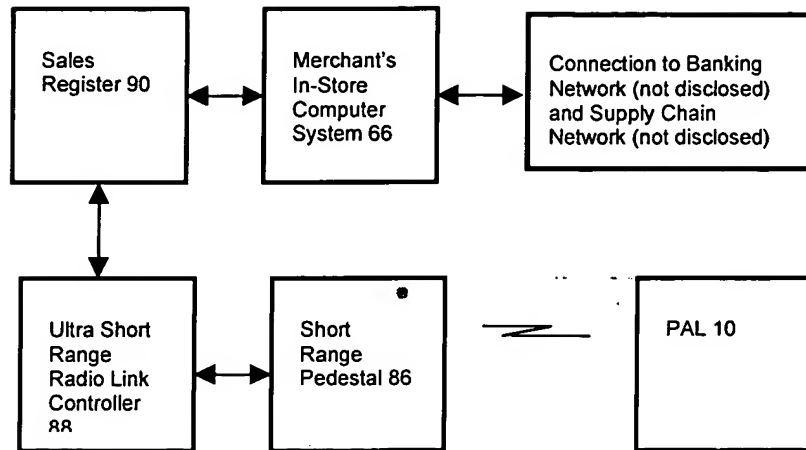 Sales
Register 90
Merchant's
In-Store
Computer
System 66
Connection to Banking
Network (not disclosed)
and Supply Chain
Network (not disclosed)
Ultra Short
Range
Radio Link
Controller
88
Short
Range
Pedestal 86
PAL 10